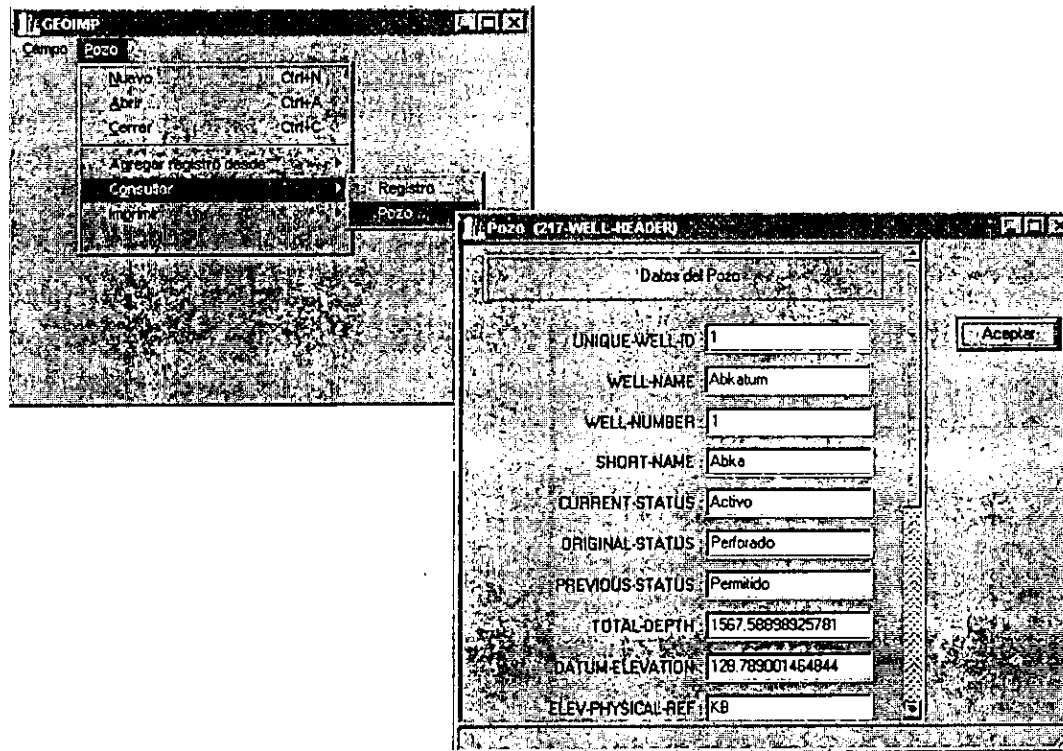 GEOIMP
Campo Pozo
Nuevo Ctrl+N
Abrir Ctrl+A
Cerrar Ctrl+C
Agregar registro desde
Consultar
Imprimir
Registro
Pozo
Pozo (217-WELL-HEADER)
Datos del Pozo
Aceptar
UNIQUE-WELL-ID 1
WELL-NAME Abkatum
WELL-NUMBER 1
SHORT-NAME Abka
CURRENT-STATUS Activo
ORIGINAL-STATUS Perforado
PREVIOUS-STATUS Permitido
TOTAL-DEPTH 1567.58898925781
DATUM-ELEVATION 128.789001464844
ELEV-PHYSICAL-REF KB